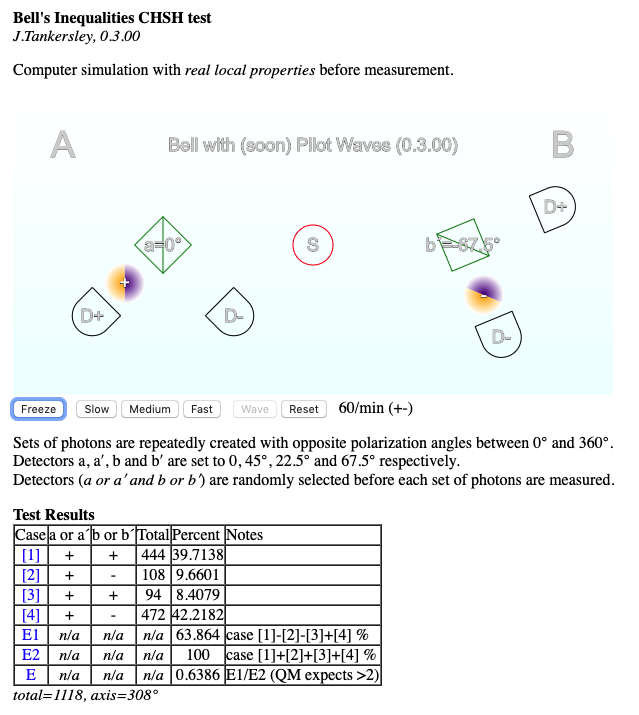 Bell's Inequalities CHSH test
J.Tankersley, 0.3.00
Computer simulation with real local properties before measurement.
A
Bell with (soon) Pilot Waves (0.3.00)
B
D+
a=0°
S
b'=67.5°
+
-
D+
D-
D-
Freeze Slow Medium Fast Wave Reset 60/min (+-)
Sets of photons are repeatedly created with opposite polarization angles between 0° and 360°.
Detectors a, a′, b and b′ are set to 0, 45°, 22.5° and 67.5° respectively.
Detectors (a or a′ and b or b′) are randomly selected before each set of photons are measured.
Test Results
Case a or a´ b or b´ Total Percent Notes
[1] + + 444 39.7138
[2] + - 108 9.6601
[3] + + 94 8.4079
[4] + - 472 42.2182
E1 n/a n/a n/a 63.864 case [1]-[2]-[3]+[4] %
E2 n/a n/a n/a 100 case [1]+[2]+[3]+[4] %
E n/a n/a n/a 0.6386 E1/E2 (QM expects >2)
total=1118, axis=308°